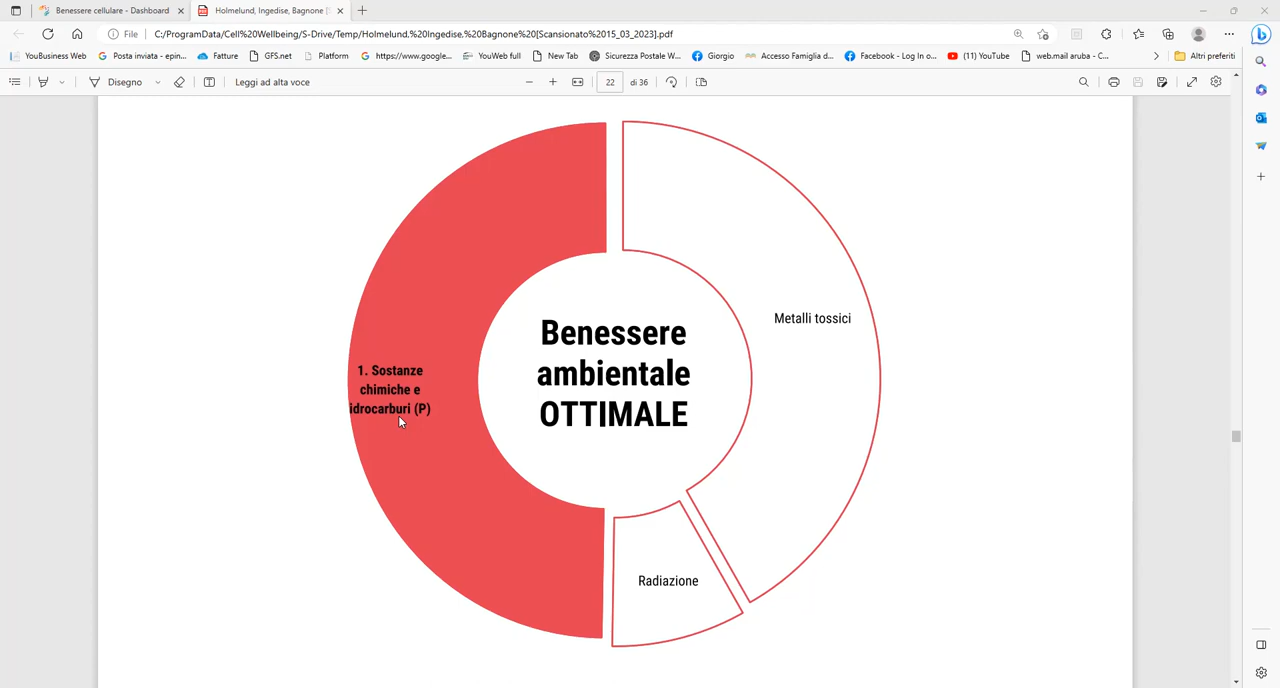 Benessere cellulare - Dashboard
Holmelund, Ingedise, Bagnone [S
File
C:/ProgramData/Cell%20Wellbeing/S-Drive/Temp/Holmelund,%20Ingedise,%20Bagnone%20[Scansionato%2015_03_2023].pdf
YouBusiness Web
Posta inviata - epin...
Fatture
GFS.net
Platform
https://www.google...
YouWeb full
New Tab
Sicurezza Postale W...
Giorgio
Accesso Famiglia d...
Facebook - Log In o...
(11) YouTube
web.mail aruba - C...
Altri preferiti
Disegno
Leggi ad alta voce
22
di 36
Metalli tossici
Benessere
ambientale
OTTIMALE
1. Sostanze
chimiche e
idrocarburi (P)
Radiazione